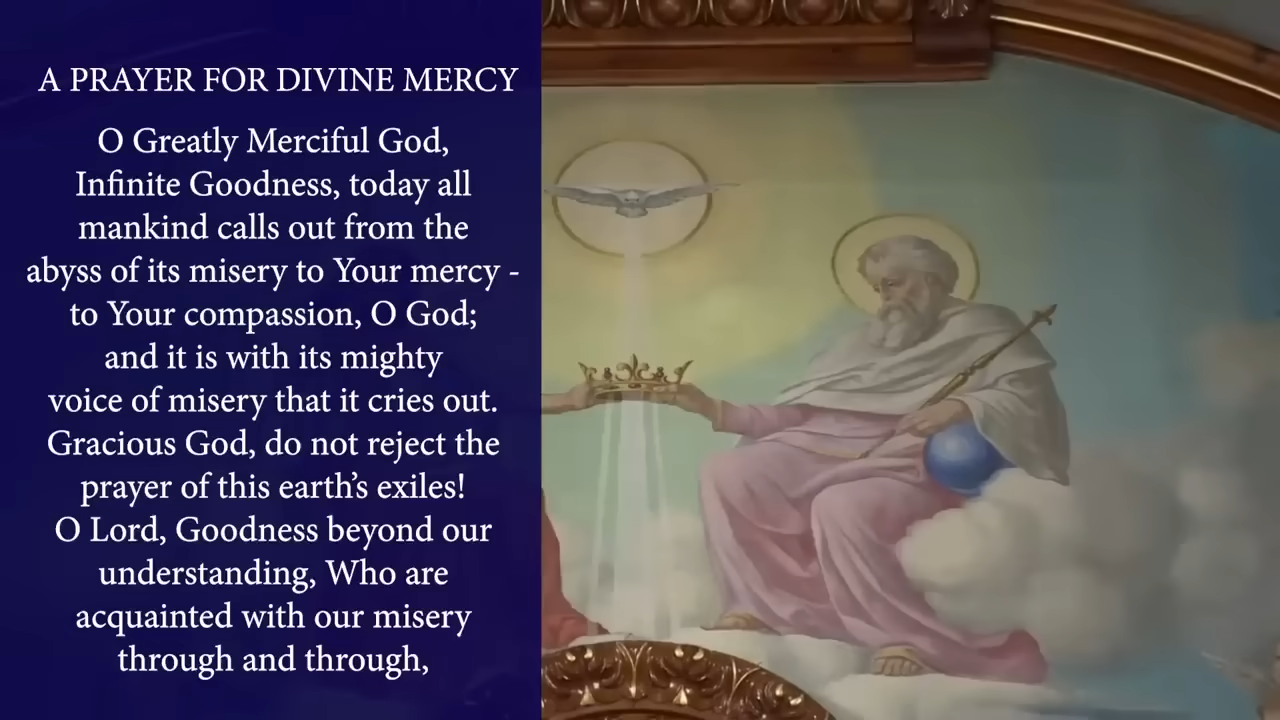 A PRAYER FOR DIVINE MERCY
O Greatly Merciful God,
Infinite Goodness, today all
mankind calls out from the
abyss of its misery to Your mercy -
to Your compassion, O God;
and it is with its mighty
voice of misery that it cries out.
Gracious God, do not reject the
prayer of this earth’s exiles!
O Lord, Goodness beyond our
understanding, Who are
acquainted with our misery
through and through,